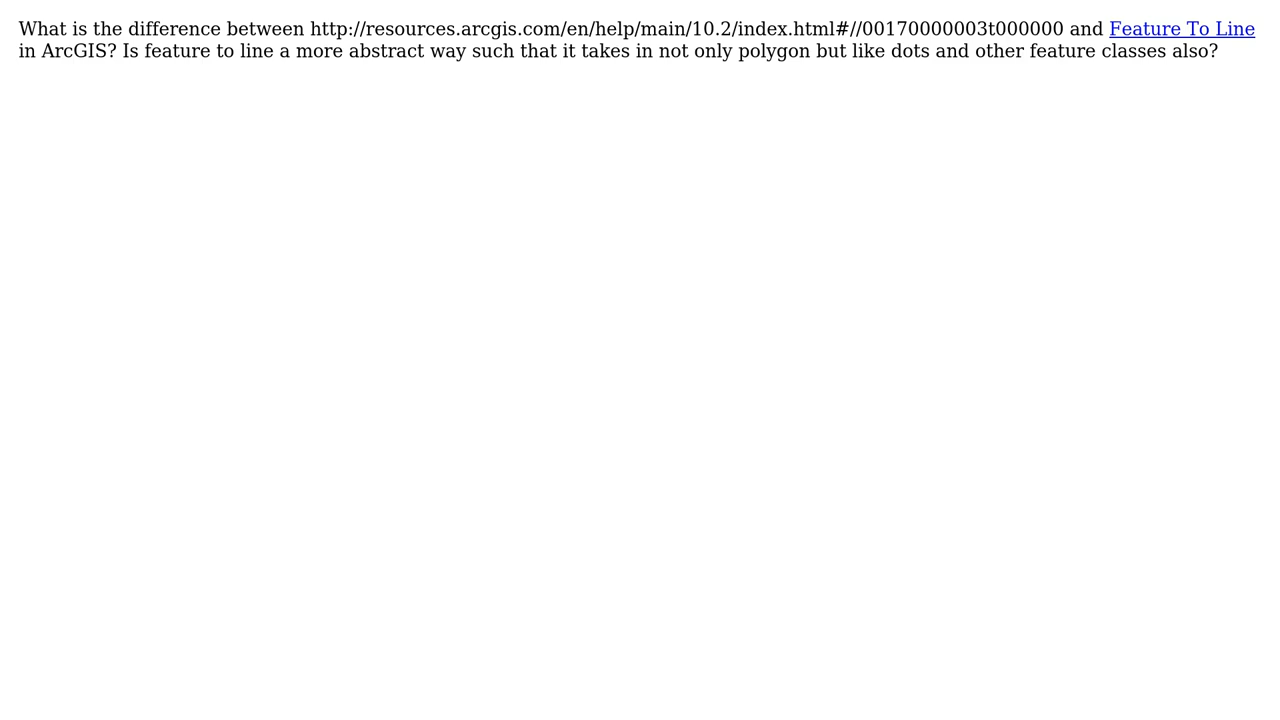 What is the difference between http://resources.arcgis.com/en/help/main/10.2/index.html#//00170000003t000000 and Feature To Line
in ArcGIS? Is feature to line a more abstract way such that it takes in not only polygon but like dots and other feature classes also?